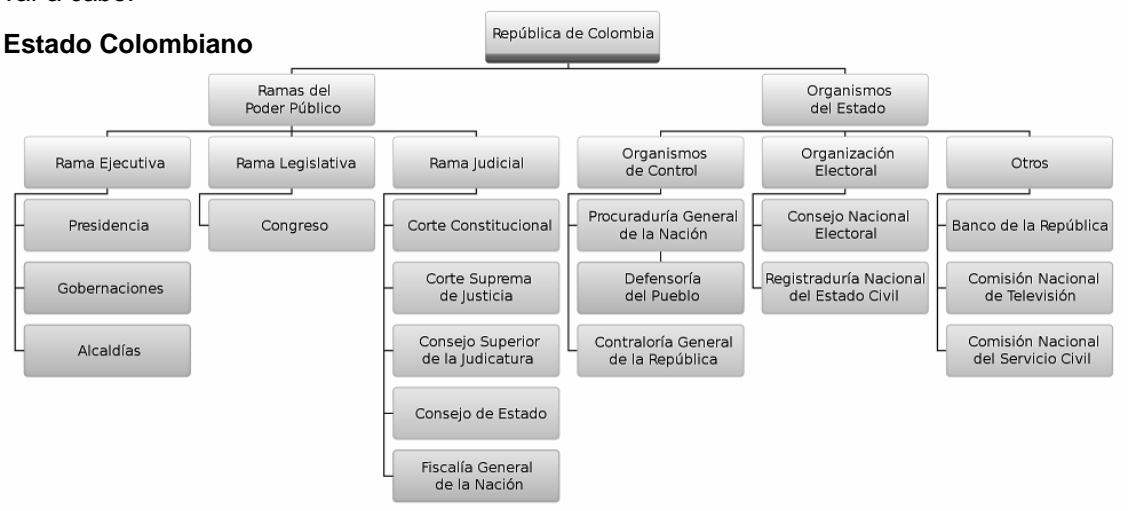 Estado Colombiano
República de Colombia
Ramas del
Poder Público
Organismos
del Estado
Rama Ejecutiva
Rama Legislativa
Rama Judicial
Organismos
de Control
Organización
Electoral
Otros
Presidencia
Gobernaciones
Alcaldías
Congreso
Corte Constitucional
Corte Suprema
de Justicia
Consejo Superior
de la Judicatura
Consejo de Estado
Fiscalía General
de la Nación
Procuraduría General
de la Nación
Defensoría
del Pueblo
Contraloría General
de la República
Consejo Nacional
Electoral
Registraduría Nacional
del Estado Civil
Banco de la República
Comisión Nacional
de Televisión
Comisión Nacional
del Servicio Civil